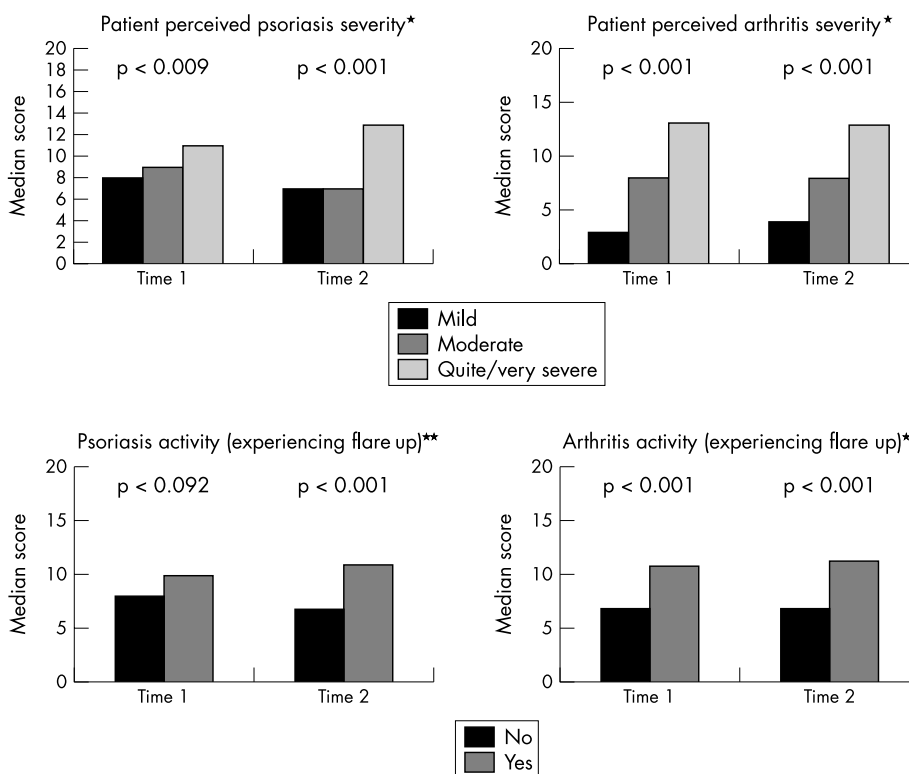 Patient perceived psoriasis severity★
Patient perceived arthritis severity★
Median score
20
18
16
14
12
10
8
6
4
2
0
p < 0.009
p < 0.001
Time 1
Time 2
Median score
20
15
10
5
0
p < 0.001
p < 0.001
Time 1
Time 2
Mild
Moderate
Quite/very severe
Psoriasis activity (experiencing flare up)★★
Arthritis activity (experiencing flare up)★
Median score
20
15
10
5
0
p < 0.092
p < 0.001
Time 1
Time 2
Median score
20
15
10
5
0
p < 0.001
p < 0.001
Time 1
Time 2
No
Yes